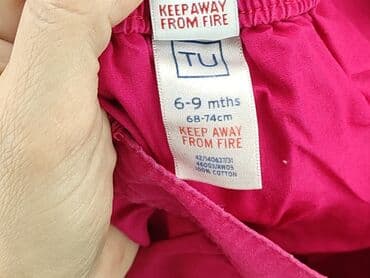 KEEP AWAY
FROM FIRE
TU
6-9 mths
68-74cm
KEEP AWAY
FROM FIRE
100% COTTON